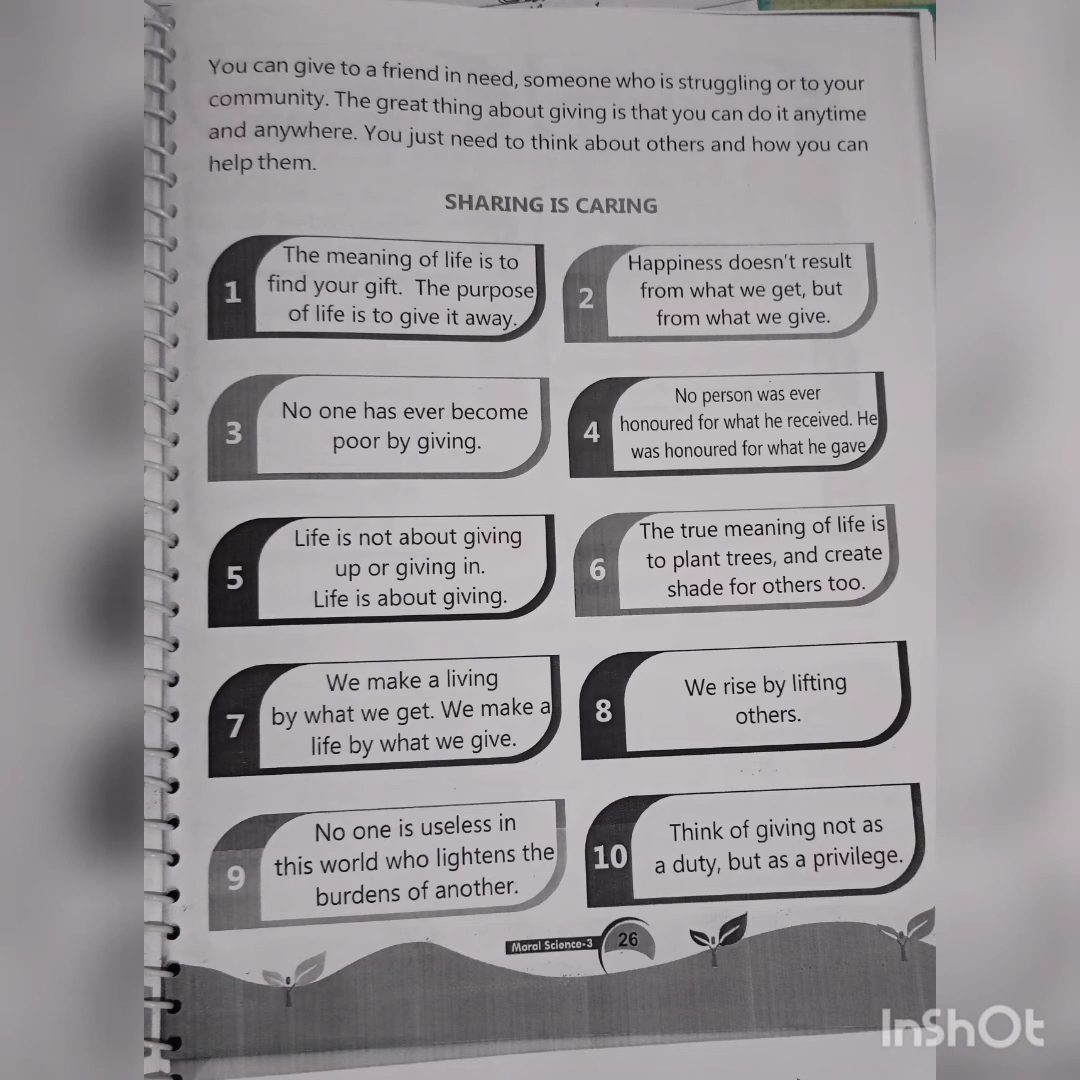 You can give to a friend in need, someone who is struggling or to your
community. The great thing about giving is that you can do it anytime
and anywhere. You just need to think about others and how you can
help them.
SHARING IS CARING
1
The meaning of life is to
find your gift. The purpose
of life is to give it away.
2
Happiness doesn't result
from what we get, but
from what we give.
3
No one has ever become
poor by giving.
4
No person was ever
honoured for what he received. He
was honoured for what he gave
5
Life is not about giving
up or giving in.
Life is about giving.
6
The true meaning of life is
to plant trees, and create
shade for others too.
7
We make a living
by what we get. We make a
life by what we give.
8
We rise by lifting
others.
9
No one is useless in
this world who lightens the
burdens of another.
10
Think of giving not as
a duty, but as a privilege.
Moral Science-3
26
InShOt